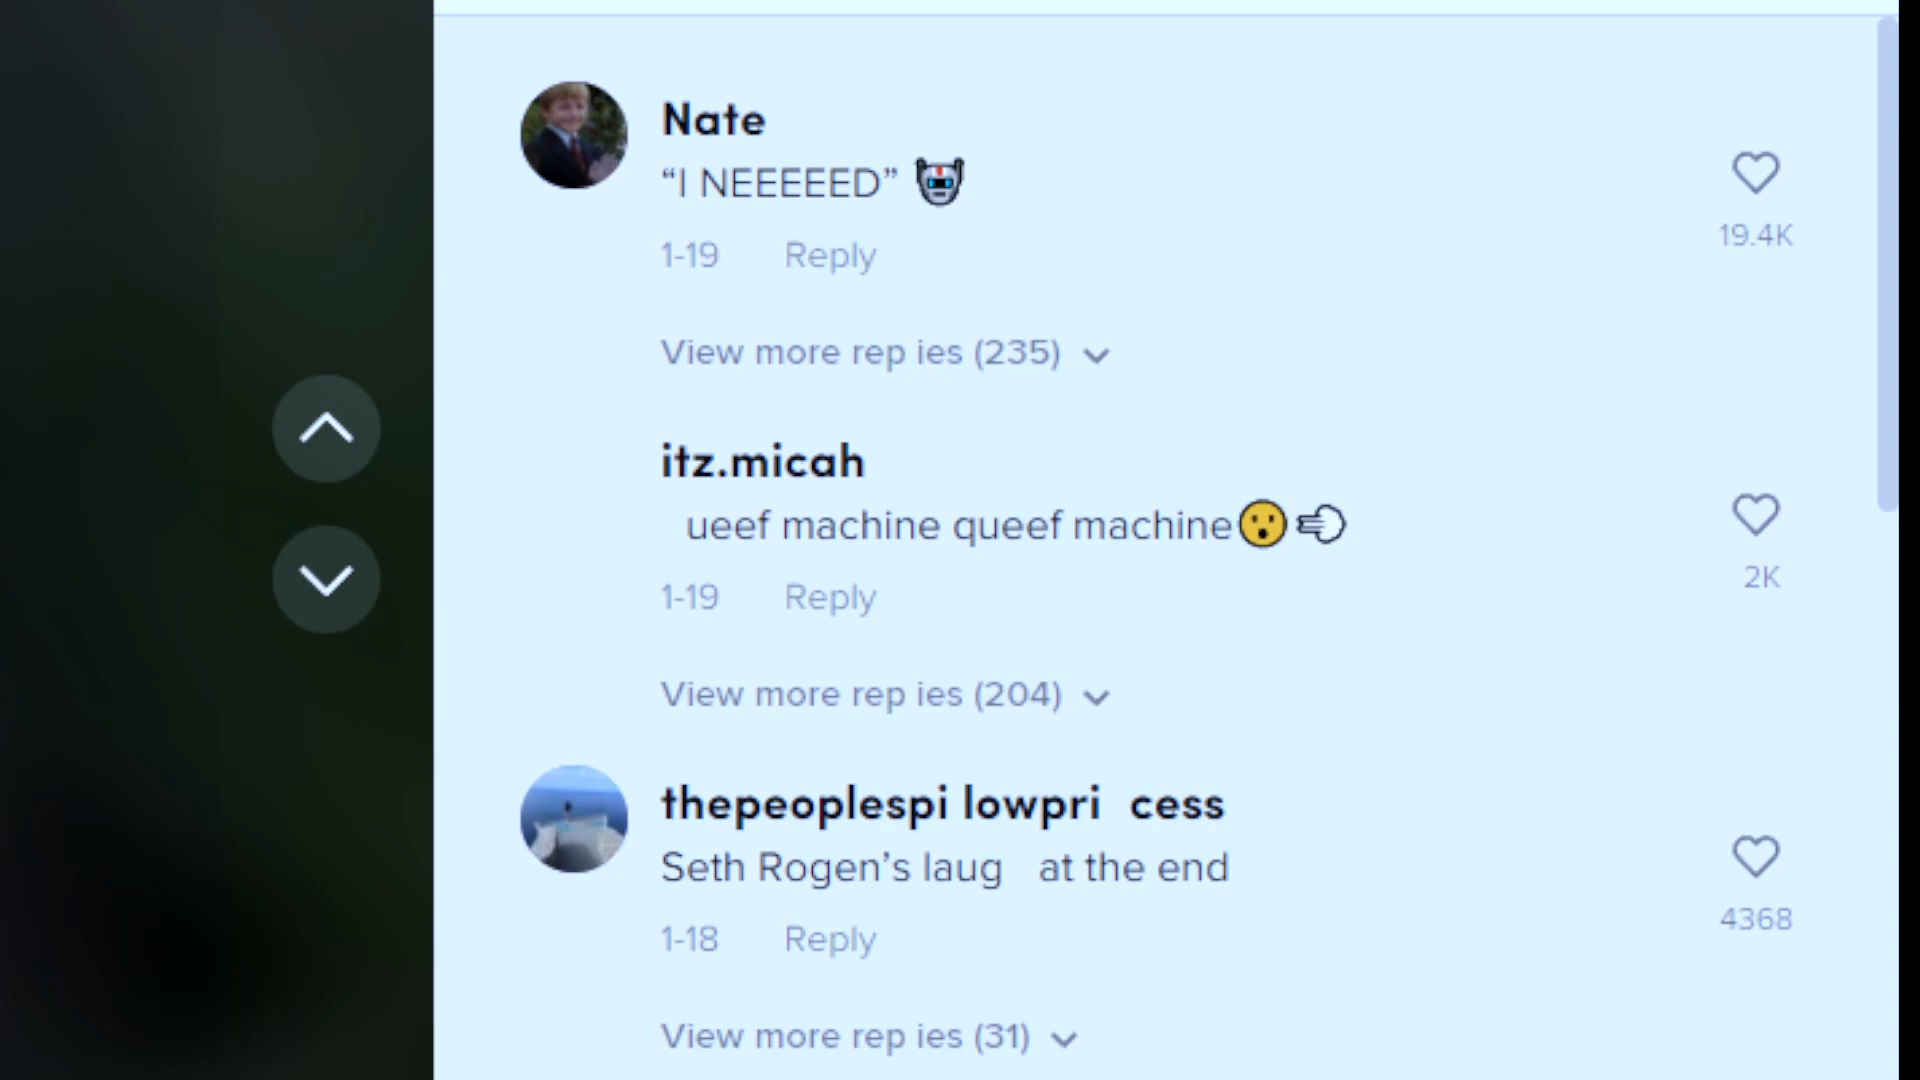 Nate
“I NEEEEED” 🤖
19.4K
1-19 Reply
View more rep ies (235)
itz.micah
ueef machine queef machine😮💨
2K
1-19 Reply
View more rep ies (204)
thepeoplespi lowpri cess
Seth Rogen’s laug at the end
4368
1-18 Reply
View more rep ies (31)